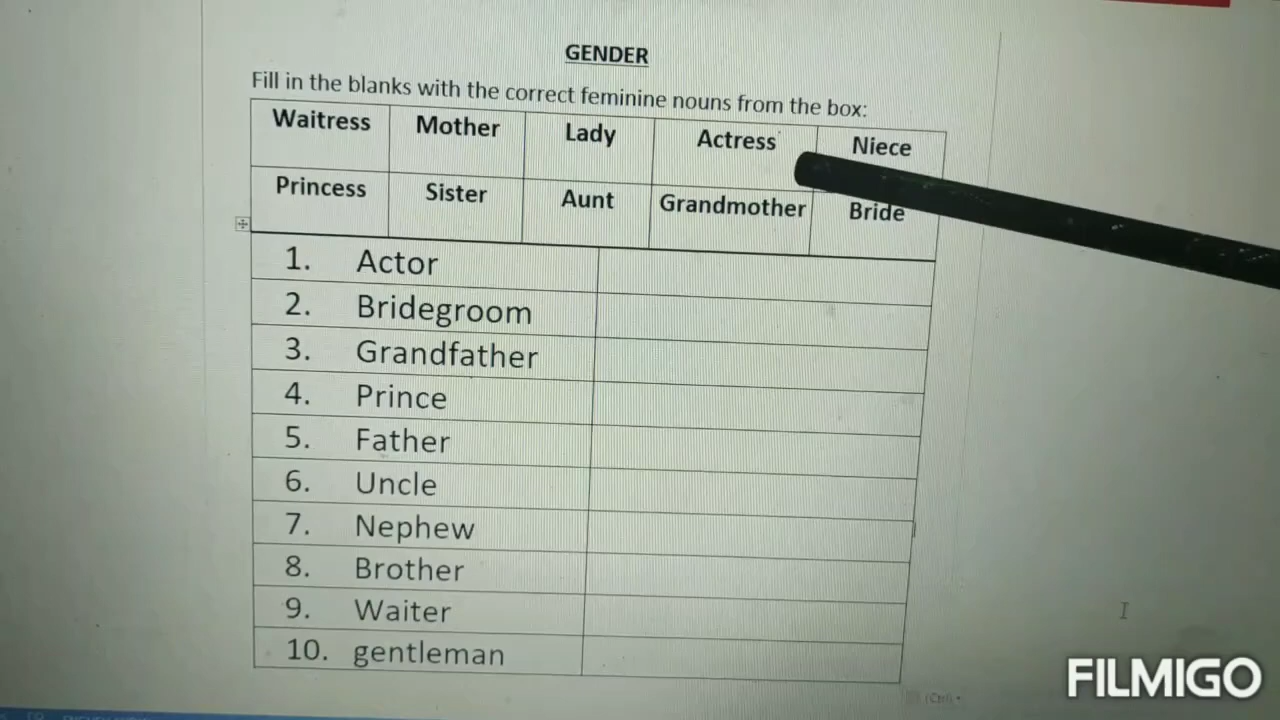 GENDER
Fill in the blanks with the correct feminine nouns from the box:
Waitress Mother Lady Actress Niece
Princess Sister Aunt Grandmother Bride
1. Actor
2. Bridegroom
3. Grandfather
4. Prince
5. Father
6. Uncle
7. Nephew
8. Brother
9. Waiter
10. gentleman
(Ctrl)
FILMIGO